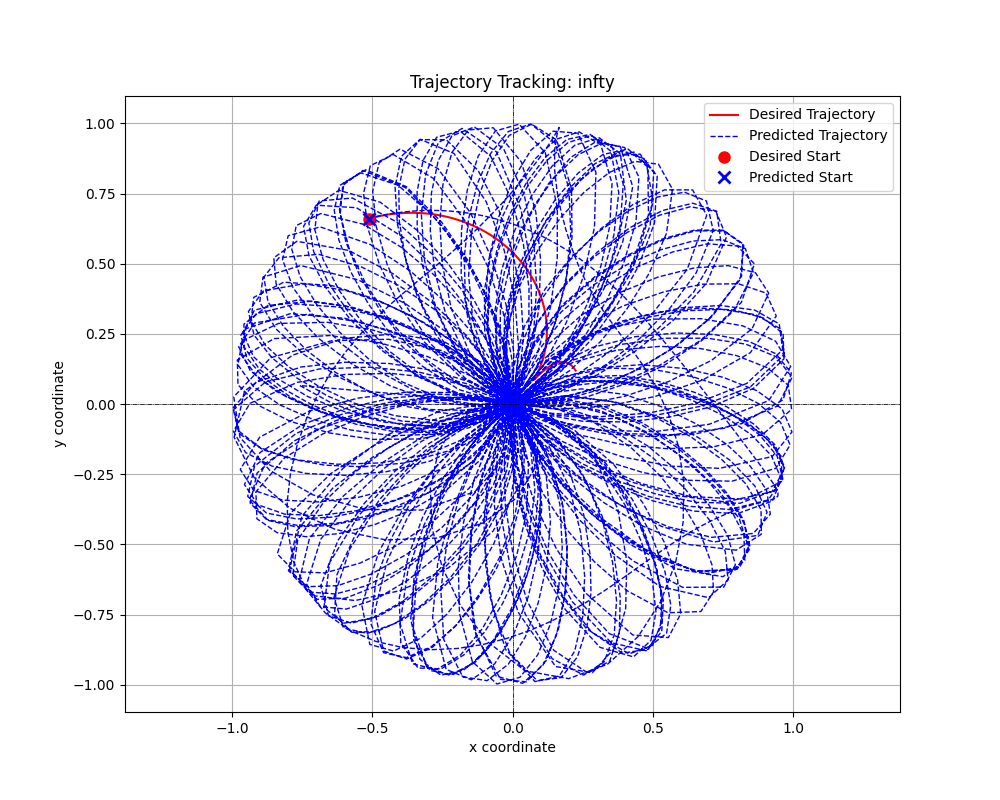 Trajectory Tracking: infty
Desired Trajectory
Predicted Trajectory
Desired Start
Predicted Start
1.00
0.75
0.50
0.25
0.00
−0.25
−0.50
−0.75
−1.00
y coordinate
−1.0
−0.5
0.0
0.5
1.0
x coordinate